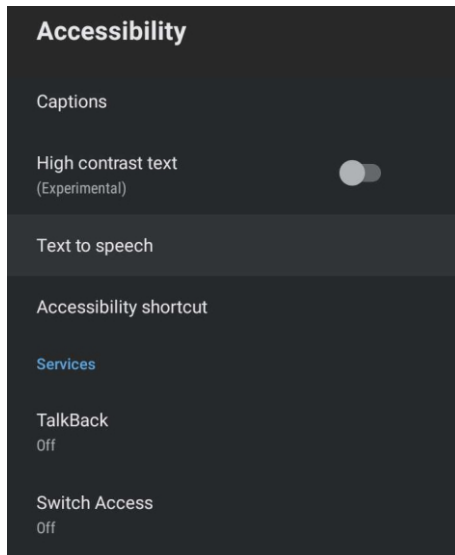 Accessibility
Captions
High contrast text
(Experimental)
Text to speech
Accessibility shortcut
Services
TalkBack
Off
Switch Access
Off